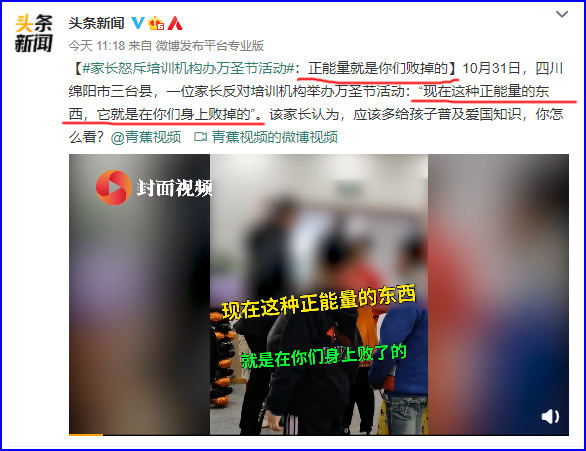 头条
新闻
头条新闻
今天 11:18 来自 微博发布平台专业版
【#家长怒斥培训机构办万圣节活动#：正能量就是你们败掉的】10月31日，四川
绵阳市三台县，一位家长反对培训机构举办万圣节活动：“现在这种正能量的东
西，它就是在你们身上败掉的”。该家长认为，应该多给孩子普及爱国知识，你怎
么看？@青蕉视频 青蕉视频的微博视频
封面视频
现在这种正能量的东西
就是在你们身上败了的